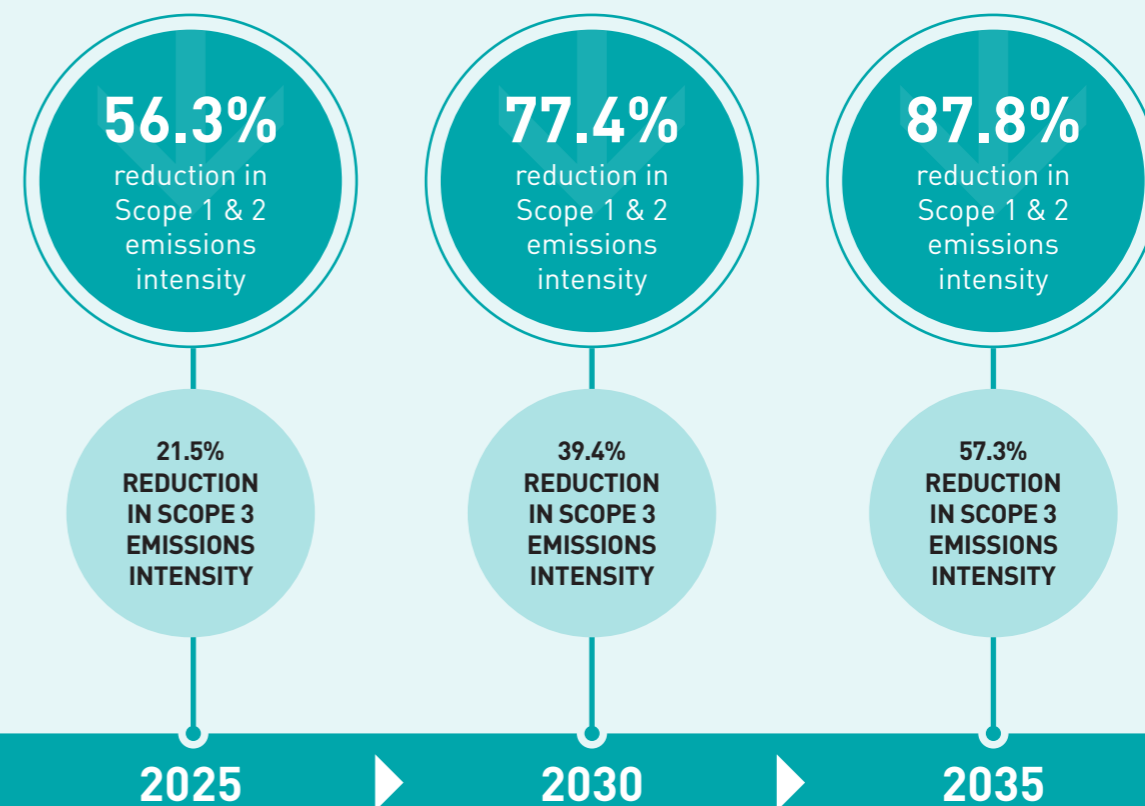 56.3%
reduction in
Scope 1 & 2
emissions
intensity
21.5%
REDUCTION
IN SCOPE 3
EMISSIONS
INTENSITY
2025
77.4%
reduction in
Scope 1 & 2
emissions
intensity
39.4%
REDUCTION
IN SCOPE 3
EMISSIONS
INTENSITY
2030
87.8%
reduction in
Scope 1 & 2
emissions
intensity
57.3%
REDUCTION
IN SCOPE 3
EMISSIONS
INTENSITY
2035